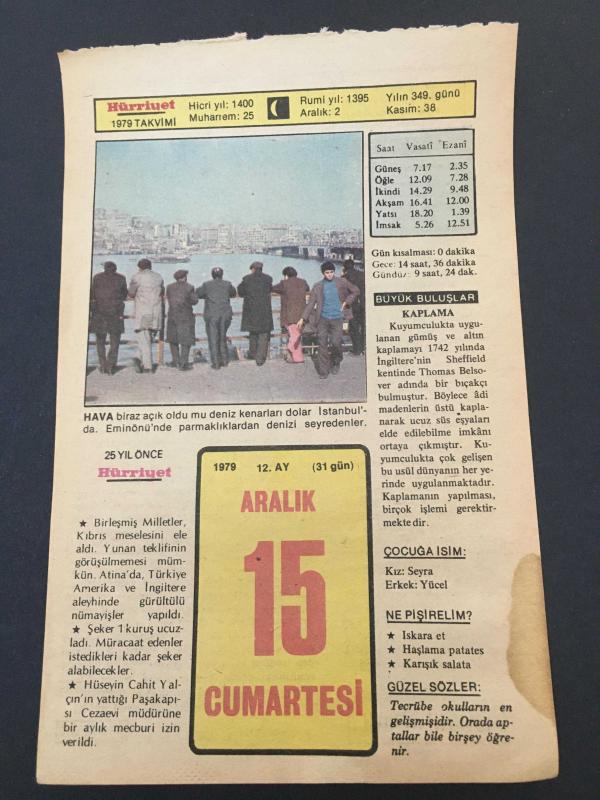 Hürriyet
1979 TAKVİMİ
Hicri yıl: 1400
Muharrem: 25
Rumi yıl: 1395
Aralık: 2
Yılın 349. günü
Kasım: 38
Saat Vasatî Ezanî
Güneş 7.17 2.35
Öğle 12.09 7.28
İkindi 14.29 9.48
Akşam 16.41 12.00
Yatsı 18.20 1.39
İmsak 5.26 12.51
Gün kısalması: 0 dakika
Gece: 14 saat, 36 dakika
Gündüz: 9 saat, 24 dak.
HAVA biraz açık oldu mu deniz kenarları dolar İstanbul'-
da. Eminönü'nde parmaklıklardan denizi seyredenler.
BÜYÜK BULUŞLAR
KAPLAMA
Kuyumculukta uygu-
lanan gümüş ve altın
kaplamayı 1742 yılında
İngiltere'nin Sheffield
kentinde Thomas Belso-
ver adında bir bıçakçı
bulmuştur. Böylece âdi
madenlerin üstü kapla-
narak ucuz süs eşyaları
elde edilebilme imkânı
ortaya çıkmıştır. Ku-
yumculukta çok gelişen
bu usül dünyanın her ye-
rinde uygulanmaktadır.
Kaplamanın yapılması,
birçok işlemi gerektir-
mektedir.
25 YIL ÖNCE
Hürriyet
★ Birleşmiş Milletler,
Kıbrıs meselesini ele
aldı. Yunan teklifinin
görüşülmemesi müm-
kün. Atina'da, Türkiye
Amerika ve İngiltere
aleyhinde gürültülü
nümayişler yapıldı.
★ Şeker 1 kuruş ucuz-
ladı. Müracaat edenler
istedikleri kadar şeker
alabilecekler.
★ Hüseyin Cahit Yal-
çın'ın yattığı Paşakapı-
sı Cezaevi müdürüne
bir aylık mecburi izin
verildi.
1979 12. AY (31 gün)
ARALIK
15
CUMARTESİ
ÇOCUĞA İSİM:
Kız: Seyra
Erkek: Yücel
NE PİŞİRELİM?
★ Iskara et
★ Haşlama patates
★ Karışık salata
GÜZEL SÖZLER:
Tecrübe okulların en
gelişmişidir. Orada ap-
tallar bile birşey öğre-
nir.